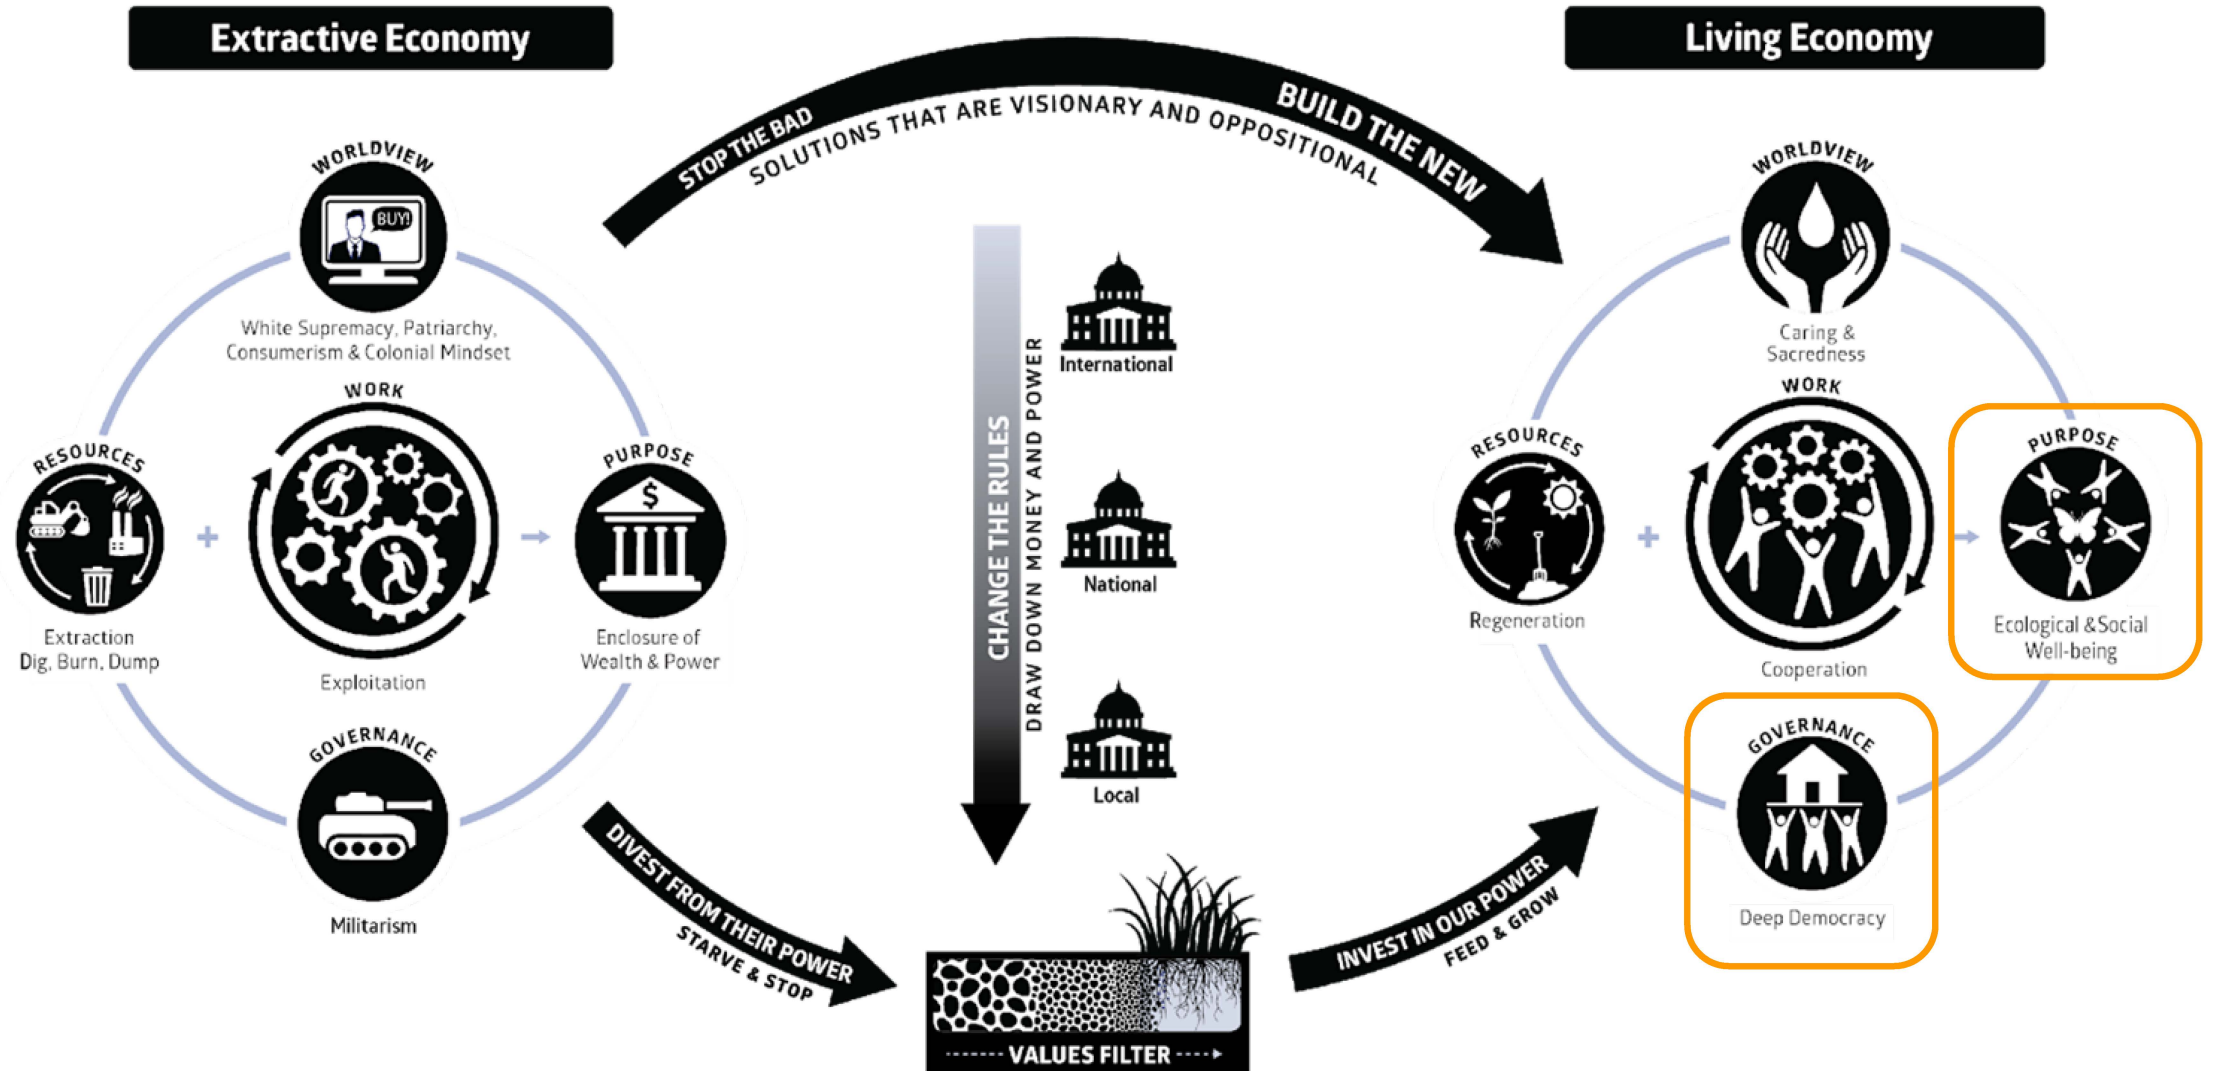 Extractive Economy
Living Economy
STOP THE BAD
BUILD THE NEW
SOLUTIONS THAT ARE VISIONARY AND OPPOSITIONAL
WORLDVIEW
BUY!
White Supremacy, Patriarchy,
Consumerism & Colonial Mindset
WORK
Exploitation
RESOURCES
Extraction
Dig, Burn, Dump
+
PURPOSE
$
Enclosure of
Wealth & Power
GOVERNANCE
Militarism
CHANGE THE RULES
DRAW DOWN MONEY AND POWER
International
National
Local
DIVEST FROM THEIR POWER
STARVE & STOP
VALUES FILTER
INVEST IN OUR POWER
FEED & GROW
WORLDVIEW
Caring &
Sacredness
WORK
Cooperation
RESOURCES
Regeneration
+
PURPOSE
Ecological & Social
Well-being
GOVERNANCE
Deep Democracy